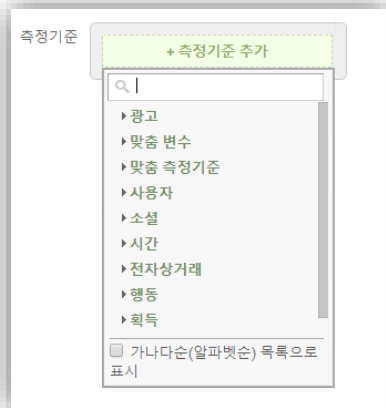 측정기준
+ 측정기준 추가
광고
맞춤 변수
맞춤 측정기준
사용자
소셜
시간
전자상거래
행동
획득
가나다순(알파벳순) 목록으로
표시